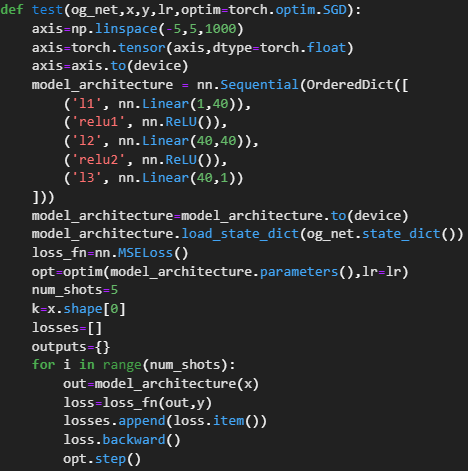 def test(og_net,x,y,lr,optim=torch.optim.SGD):
    axis=np.linspace(-5,5,1000)
    axis=torch.tensor(axis,dtype=torch.float)
    axis=axis.to(device)
    model_architecture = nn.Sequential(OrderedDict([
        ('l1', nn.Linear(1,40)),
        ('relu1', nn.ReLU()),
        ('l2', nn.Linear(40,40)),
        ('relu2', nn.ReLU()),
        ('l3', nn.Linear(40,1))
    ]))
    model_architecture=model_architecture.to(device)
    model_architecture.load_state_dict(og_net.state_dict())
    loss_fn=nn.MSELoss()
    opt=optim(model_architecture.parameters(),lr=lr)
    num_shots=5
    k=x.shape[0]
    losses=[]
    outputs={}
    for i in range(num_shots):
        out=model_architecture(x)
        loss=loss_fn(out,y)
        losses.append(loss.item())
        loss.backward()
        opt.step()